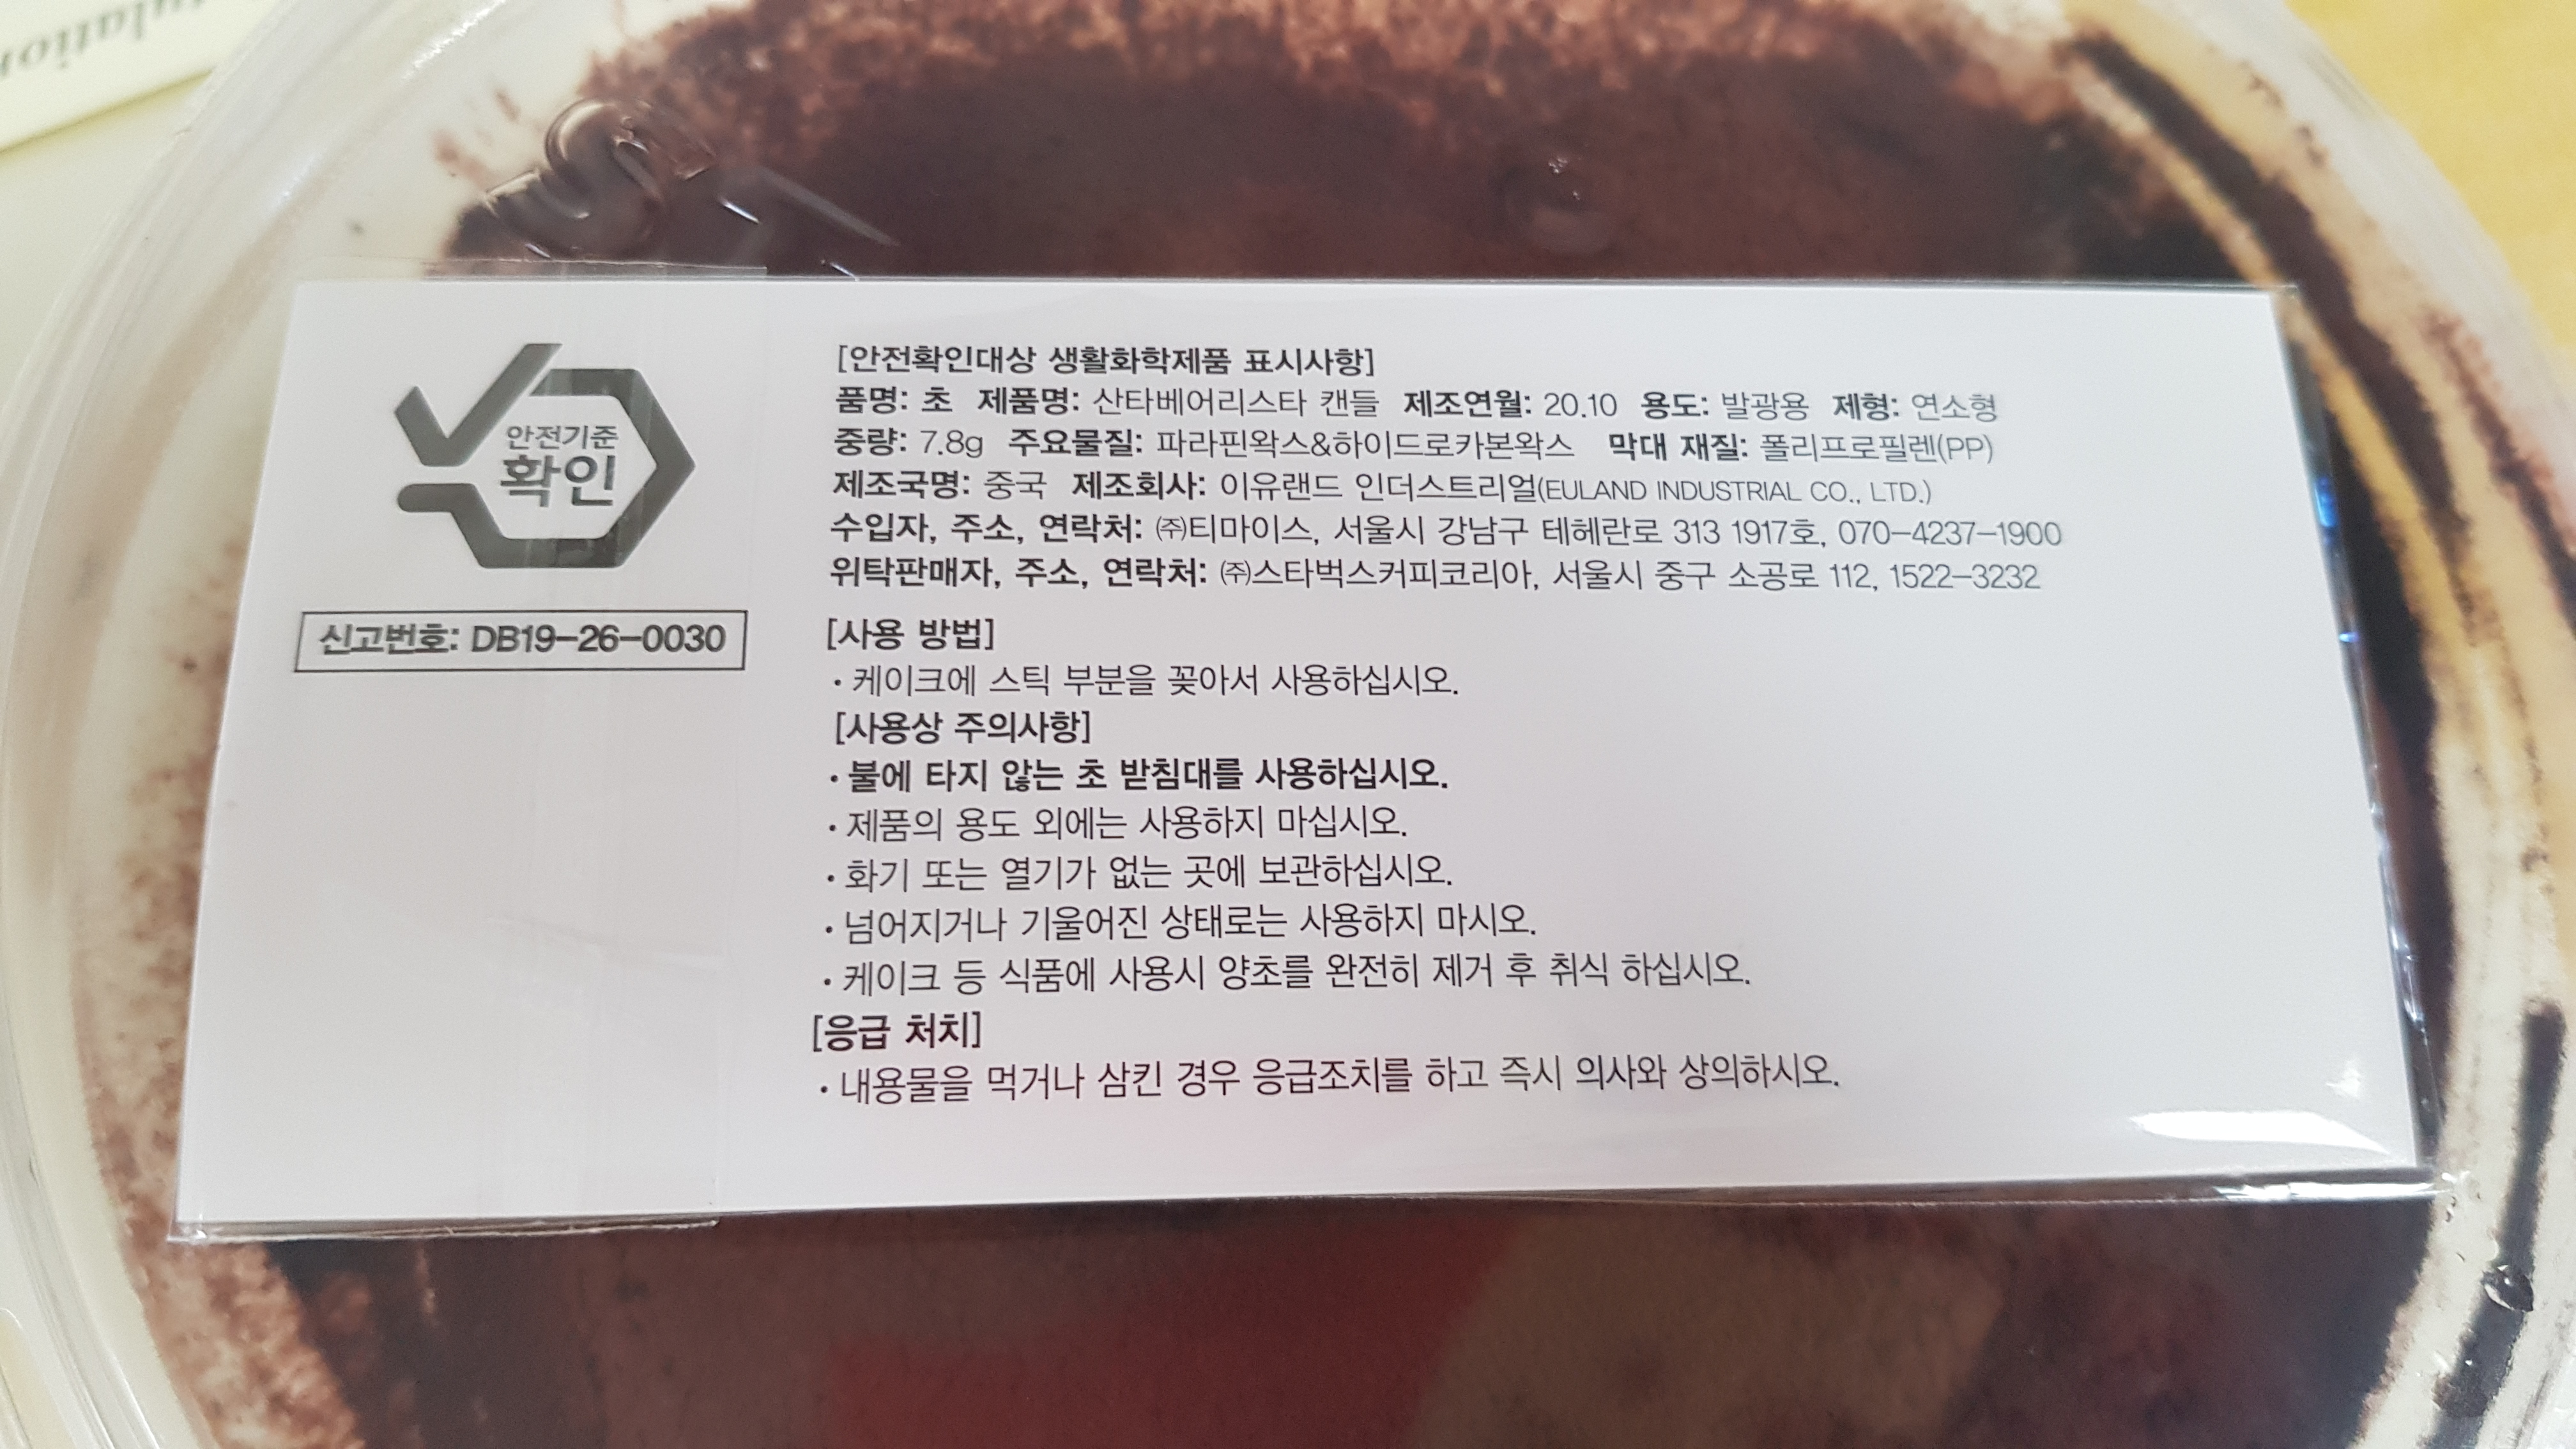 안전기준
확인
신고번호: DB19-26-0030
[안전확인대상 생활화학제품 표시사항]
품명: 초 제품명: 산타베어리스타 캔들 제조연월: 20.10 용도: 발광용 제형: 연소형
중량: 7.8g 주요물질: 파라핀왁스&하이드로카본왁스 막대 재질: 폴리프로필렌(PP)
제조국명: 중국 제조회사: 이유랜드 인더스트리얼(EULAND INDUSTRIAL CO., LTD.)
수입자, 주소, 연락처: ㈜티마이스, 서울시 강남구 테헤란로 313 1917호, 070-4237-1900
위탁판매자, 주소, 연락처: ㈜스타벅스커피코리아, 서울시 중구 소공로 112, 1522-3232
[사용 방법]
· 케이크에 스틱 부분을 꽂아서 사용하십시오.
[사용상 주의사항]
· 불에 타지 않는 초 받침대를 사용하십시오.
· 제품의 용도 외에는 사용하지 마십시오.
· 화기 또는 열기가 없는 곳에 보관하십시오.
· 넘어지거나 기울어진 상태로는 사용하지 마시오.
· 케이크 등 식품에 사용시 양초를 완전히 제거 후 취식 하십시오.
[응급 처치]
· 내용물을 먹거나 삼킨 경우 응급조치를 하고 즉시 의사와 상의하시오.